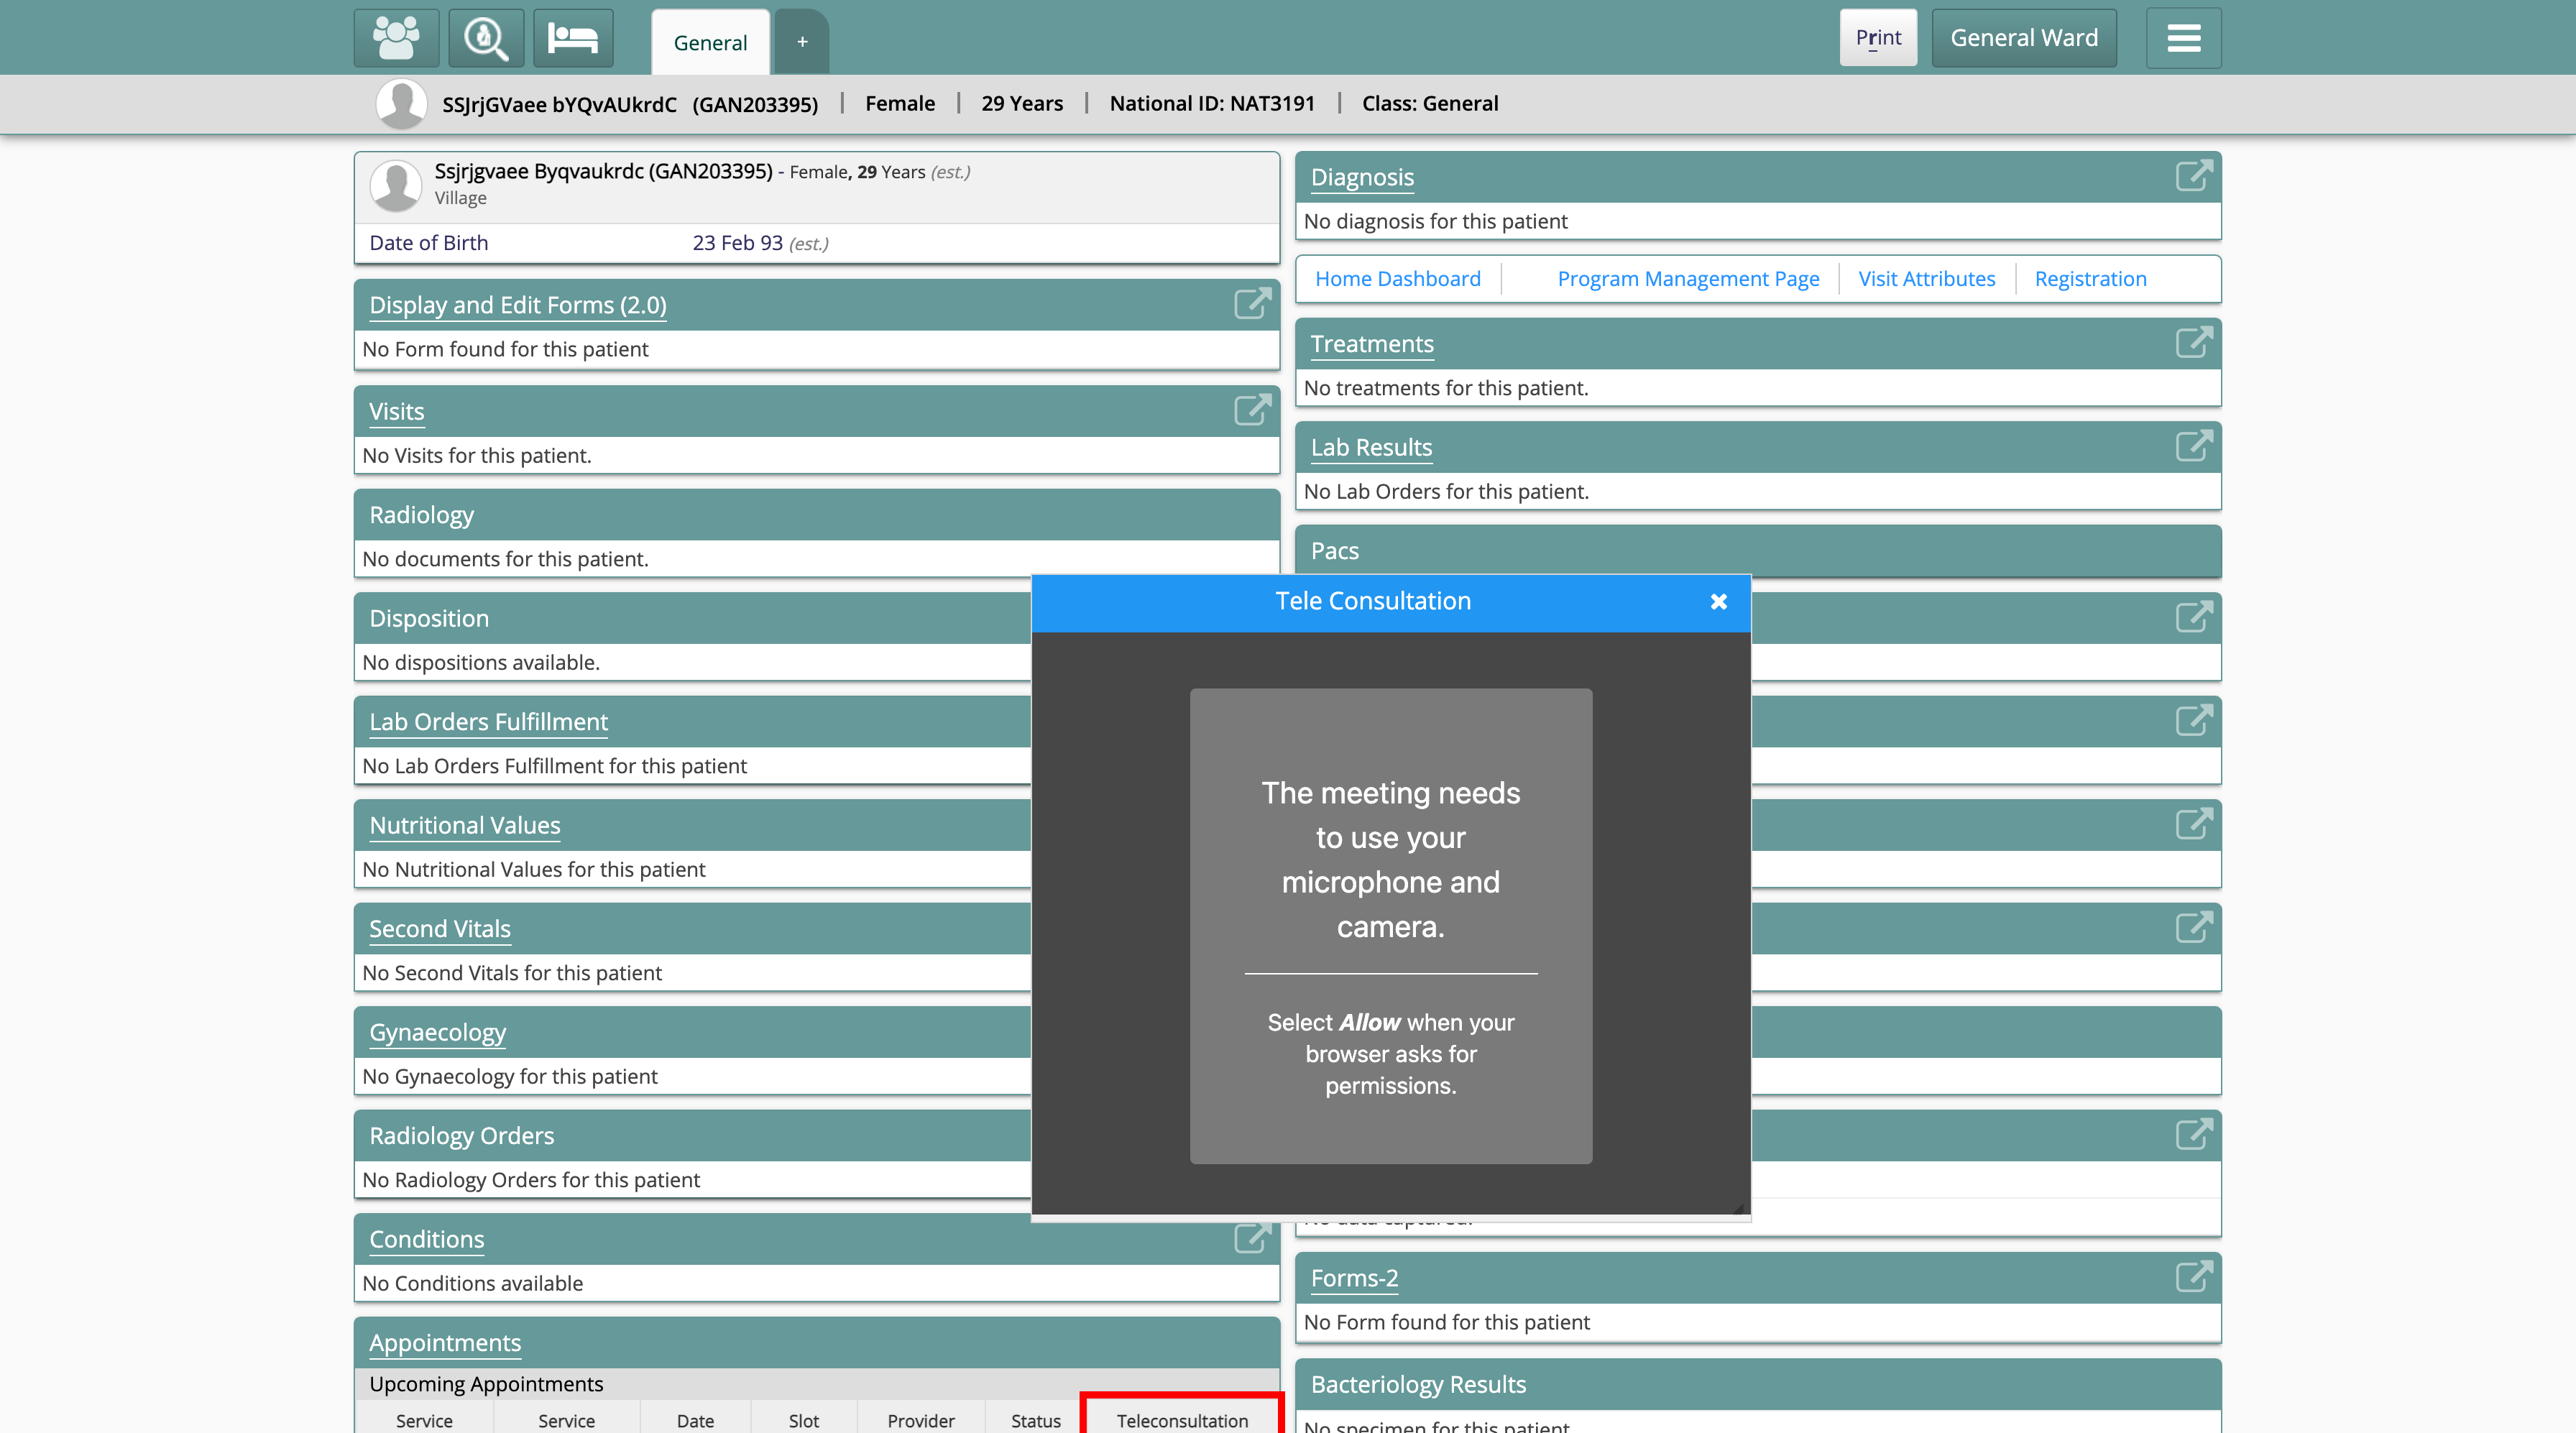 General
+
Print
General Ward
SSJrjGVaee bYQvAUkrdC (GAN203395) | Female | 29 Years | National ID: NAT3191 | Class: General
Ssjrjgvaee Byqvaukrdc (GAN203395) - Female, 29 Years (est.)
Village
Date of Birth 23 Feb 93 (est.)
Display and Edit Forms (2.0)
No Form found for this patient
Visits
No Visits for this patient.
Radiology
No documents for this patient.
Disposition
No dispositions available.
Lab Orders Fulfillment
No Lab Orders Fulfillment for this patient
Nutritional Values
No Nutritional Values for this patient
Second Vitals
No Second Vitals for this patient
Gynaecology
No Gynaecology for this patient
Radiology Orders
No Radiology Orders for this patient
Conditions
No Conditions available
Appointments
Upcoming Appointments
Service Service Date Slot Provider Status Teleconsultation
Diagnosis
No diagnosis for this patient
Home Dashboard Program Management Page Visit Attributes Registration
Treatments
No treatments for this patient.
Lab Results
No Lab Orders for this patient.
Pacs
Tele Consultation
The meeting needs
to use your
microphone and
camera.
Select Allow when your
browser asks for
permissions.
No data captured.
Forms-2
No Form found for this patient
Bacteriology Results
No specimen for this patient